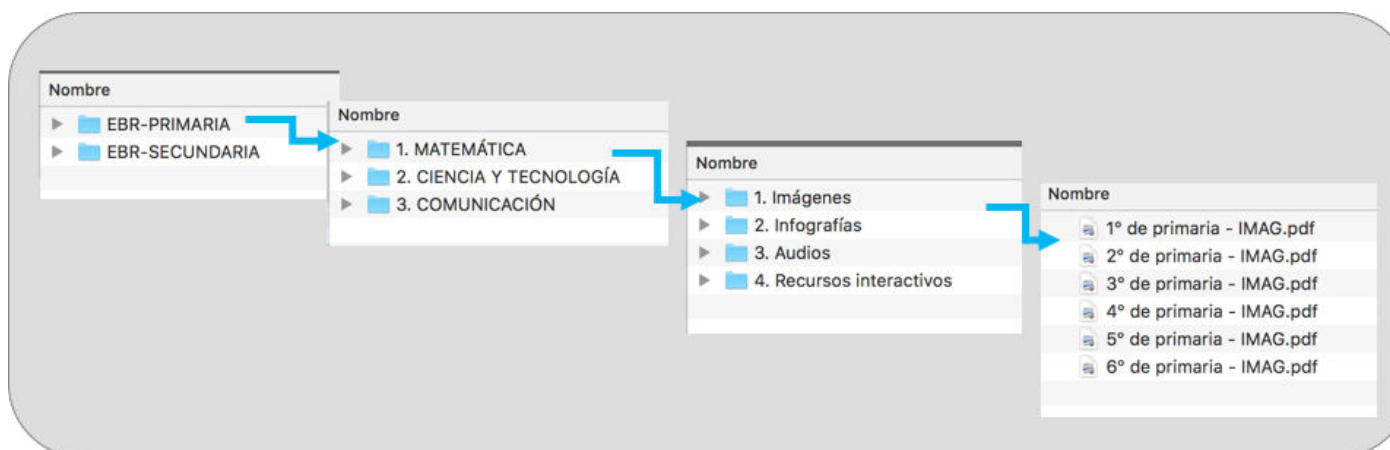 Nombre
EBR-PRIMARIA
EBR-SECUNDARIA
Nombre
1. MATEMÁTICA
2. CIENCIA Y TECNOLOGÍA
3. COMUNICACIÓN
Nombre
1. Imágenes
2. Infografías
3. Audios
4. Recursos interactivos
Nombre
1° de primaria - IMAG.pdf
2° de primaria - IMAG.pdf
3° de primaria - IMAG.pdf
4° de primaria - IMAG.pdf
5° de primaria - IMAG.pdf
6° de primaria - IMAG.pdf